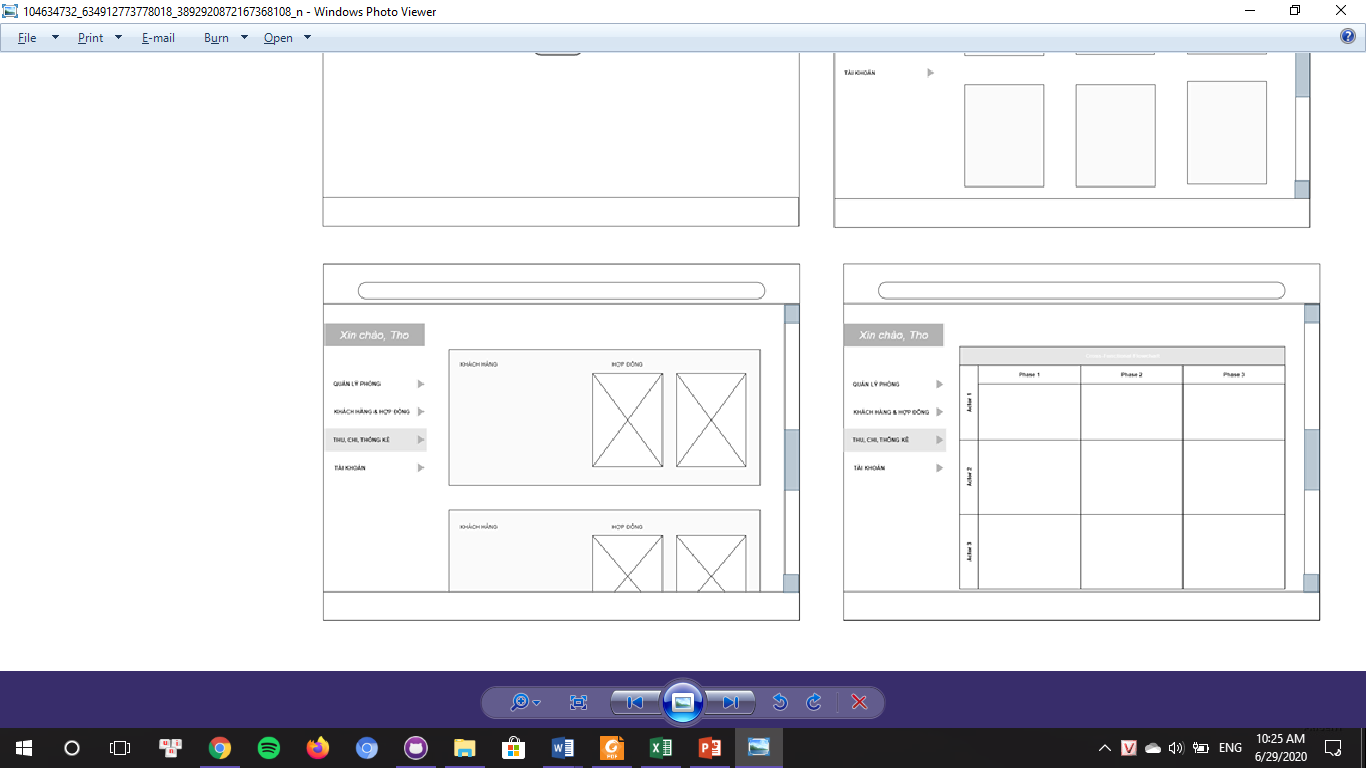 104634732_634912773778018_3892920872167368108_n - Windows Photo Viewer
File Print E-mail Burn Open
TÀI KHOẢN
Xin chào, Thơ
KHÁCH HÀNG HỢP ĐỒNG
QUẢN LÝ PHÒNG
KHÁCH HÀNG & HỢP ĐỒNG
THU, CHI, THỐNG KÊ
TÀI KHOẢN
KHÁCH HÀNG HỢP ĐỒNG
Xin chào, Thơ
Phase 1 Phase 2 Phase 3
QUẢN LÝ PHÒNG
KHÁCH HÀNG & HỢP ĐỒNG
THU, CHI, THỐNG KÊ
TÀI KHOẢN
Actor 1
Actor 2
Actor 3
ENG
10:25 AM
6/29/2020